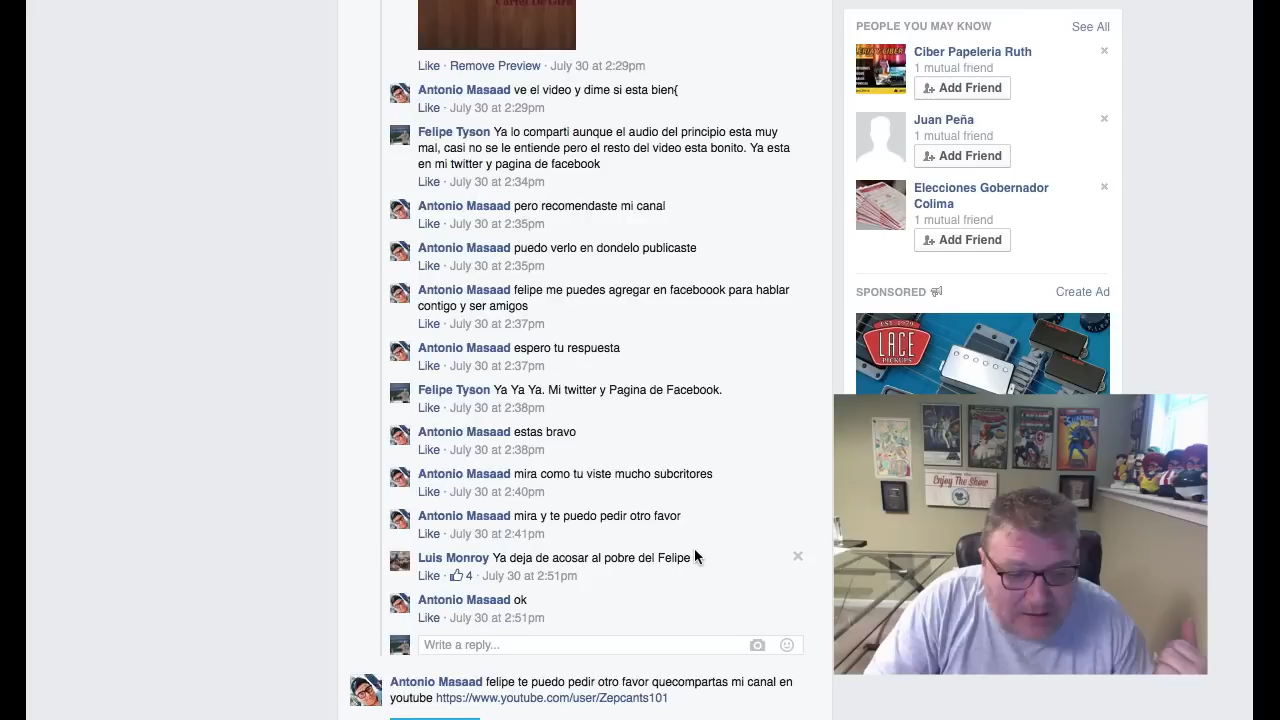 Cartel De Gira
Like · Remove Preview · July 30 at 2:29pm
Antonio Masaad ve el video y dime si esta bien{
Like · July 30 at 2:29pm
Felipe Tyson Ya lo comparti aunque el audio del principio esta muy
mal, casi no se le entiende pero el resto del video esta bonito. Ya esta
en mi twitter y pagina de facebook
Like · July 30 at 2:34pm
Antonio Masaad pero recomendaste mi canal
Like · July 30 at 2:35pm
Antonio Masaad puedo verlo en dondelo publicaste
Like · July 30 at 2:35pm
Antonio Masaad felipe me puedes agregar en faceboook para hablar
contigo y ser amigos
Like · July 30 at 2:37pm
Antonio Masaad espero tu respuesta
Like · July 30 at 2:37pm
Felipe Tyson Ya Ya Ya. Mi twitter y Pagina de Facebook.
Like · July 30 at 2:38pm
Antonio Masaad estas bravo
Like · July 30 at 2:38pm
Antonio Masaad mira como tu viste mucho subcritores
Like · July 30 at 2:40pm
Antonio Masaad mira y te puedo pedir otro favor
Like · July 30 at 2:41pm
Luis Monroy Ya deja de acosar al pobre del Felipe
Like · 4 · July 30 at 2:51pm
Antonio Masaad ok
Like · July 30 at 2:51pm
Write a reply...
Antonio Masaad felipe te puedo pedir otro favor quecompartas mi canal en
youtube https://www.youtube.com/user/Zepcants101
PEOPLE YOU MAY KNOW See All
Ciber Papeleria Ruth
1 mutual friend
Add Friend
Juan Peña
1 mutual friend
Add Friend
Elecciones Gobernador
Colima
1 mutual friend
Add Friend
SPONSORED Create Ad
EST. 1979
LACE
PICKUPS
Enjoy The Show